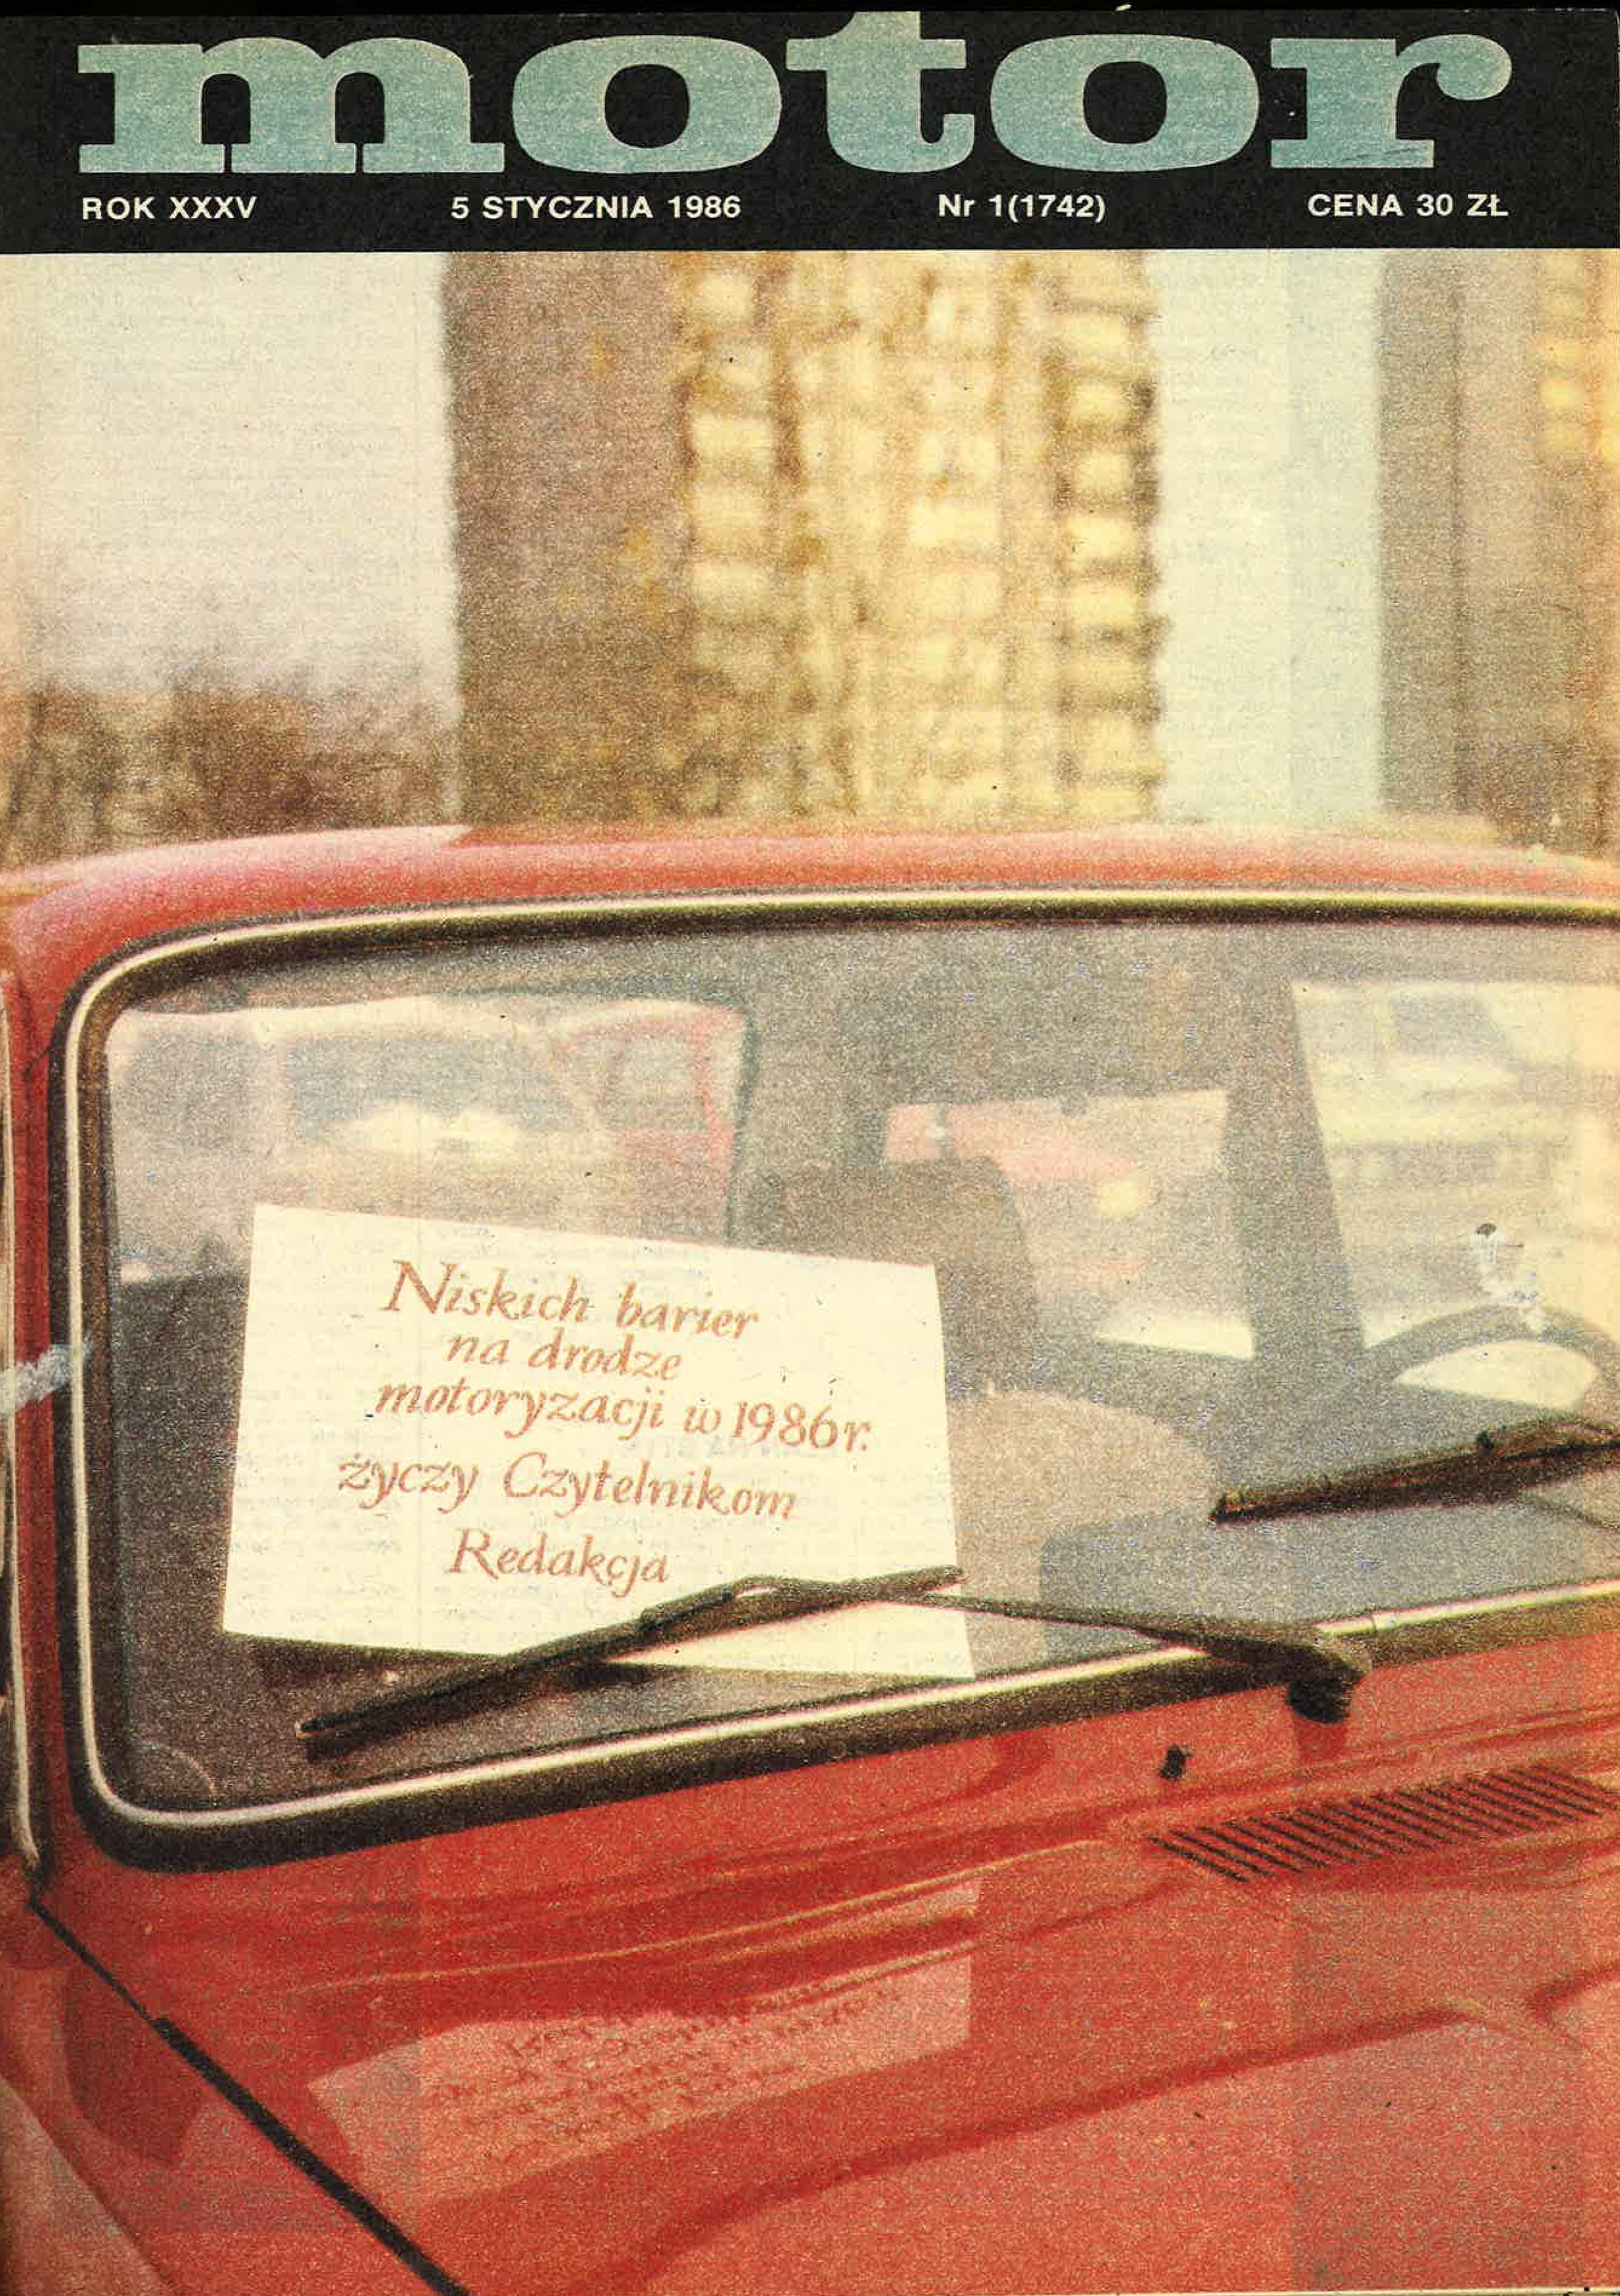 motor
ROK XXXV 5 STYCZNIA 1986 Nr 1(1742) CENA 30 ZŁ
Niskich barier
na drodze
motoryzacji w 1986r.
życzy Czytelnikom
Redakcja